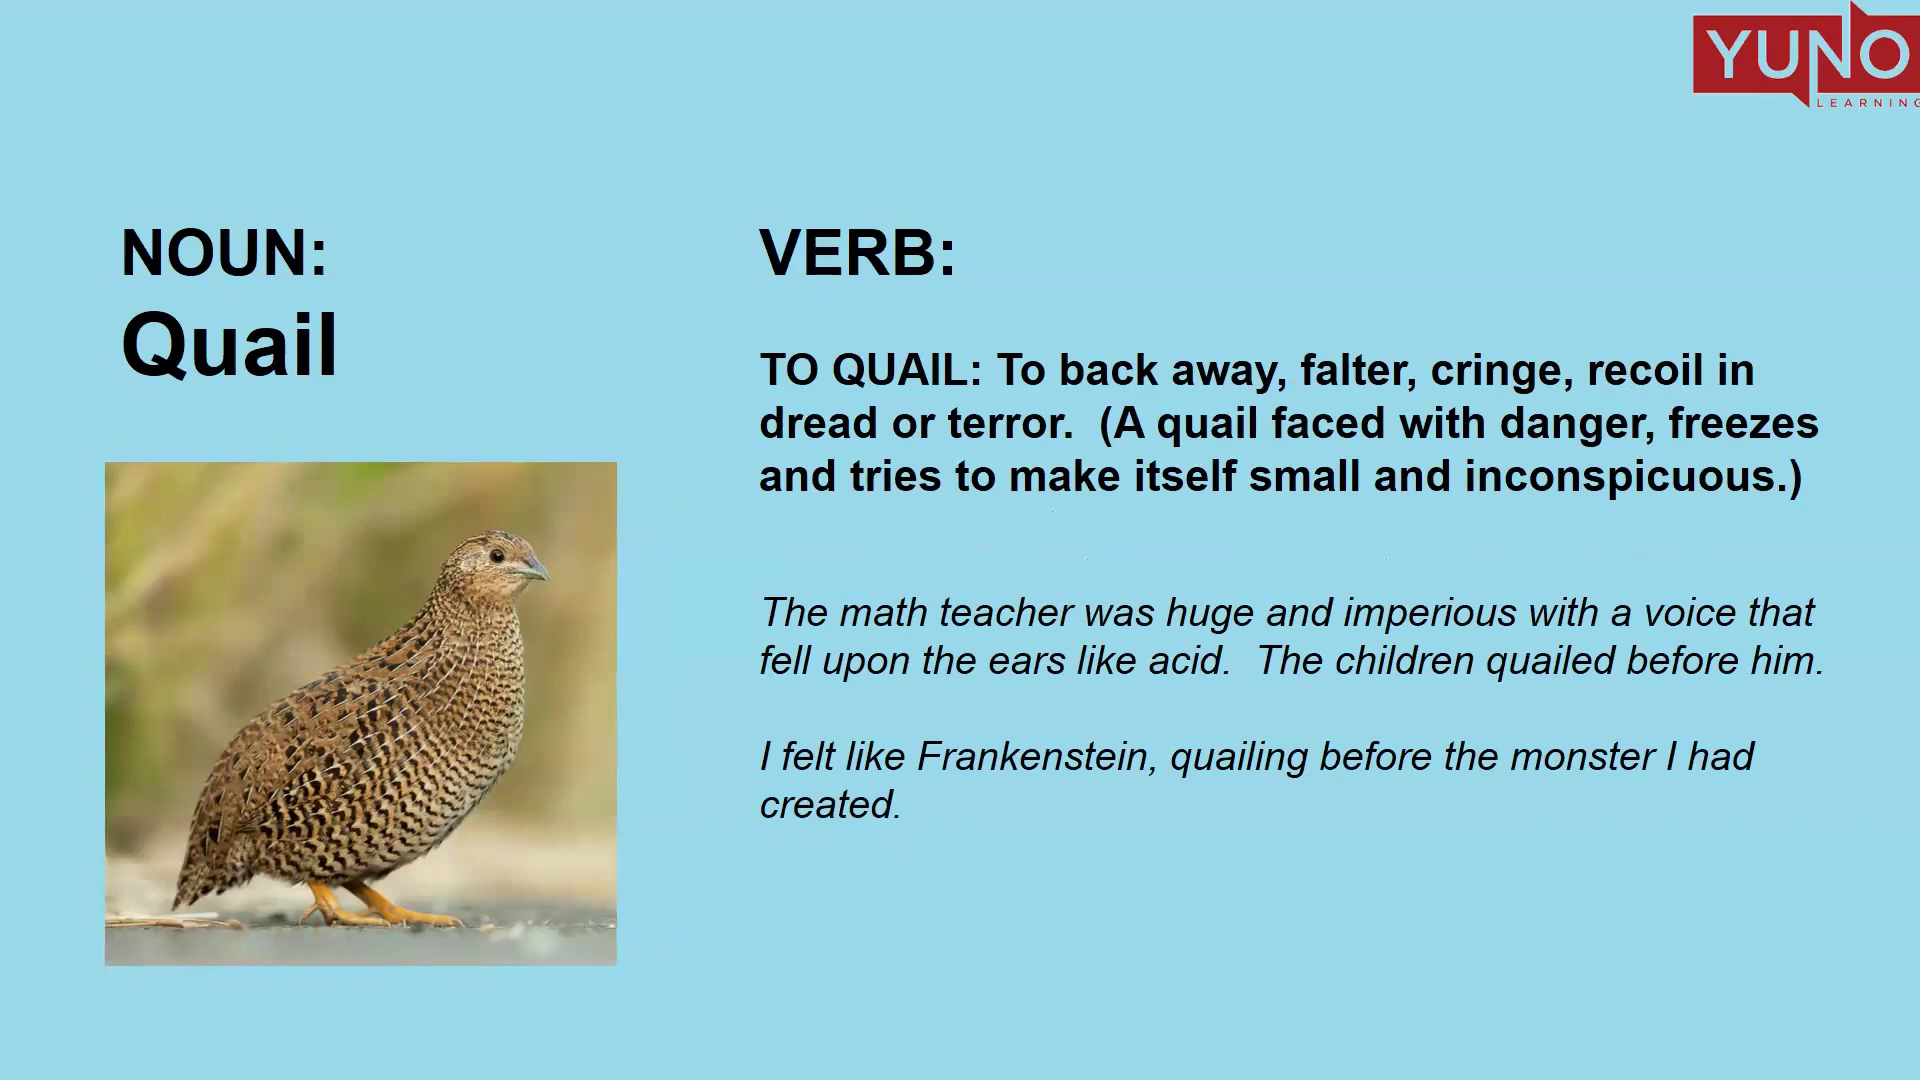 YUNO
LEARNING
NOUN:
Quail
VERB:
TO QUAIL: To back away, falter, cringe, recoil in
dread or terror.  (A quail faced with danger, freezes
and tries to make itself small and inconspicuous.)
The math teacher was huge and imperious with a voice that
fell upon the ears like acid.  The children quailed before him.
I felt like Frankenstein, quailing before the monster I had
created.